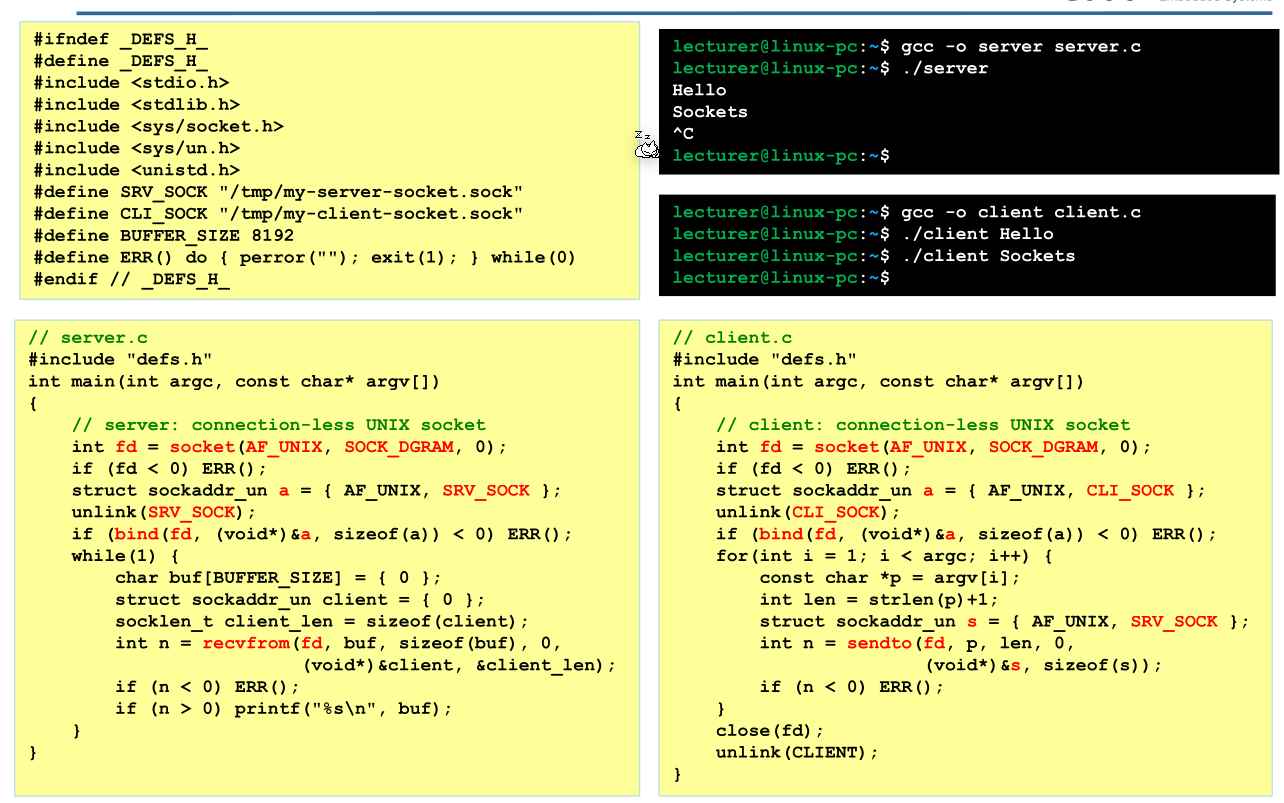 #ifndef _DEFS_H_
#define _DEFS_H_
#include <stdio.h>
#include <stdlib.h>
#include <sys/socket.h>
#include <sys/un.h>
#include <unistd.h>
#define SRV_SOCK "/tmp/my-server-socket.sock"
#define CLI_SOCK "/tmp/my-client-socket.sock"
#define BUFFER_SIZE 8192
#define ERR() do { perror(""); exit(1); } while(0)
#endif // _DEFS_H_
lecturer@linux-pc:~$ gcc -o server server.c
lecturer@linux-pc:~$ ./server
Hello
Sockets
^C
lecturer@linux-pc:~$
lecturer@linux-pc:~$ gcc -o client client.c
lecturer@linux-pc:~$ ./client Hello
lecturer@linux-pc:~$ ./client Sockets
lecturer@linux-pc:~$
// server.c
#include "defs.h"
int main(int argc, const char* argv[])
{
    // server: connection-less UNIX socket
    int fd = socket(AF_UNIX, SOCK_DGRAM, 0);
    if (fd < 0) ERR();
    struct sockaddr_un a = { AF_UNIX, SRV_SOCK };
    unlink(SRV_SOCK);
    if (bind(fd, (void*)&a, sizeof(a)) < 0) ERR();
    while(1) {
        char buf[BUFFER_SIZE] = { 0 };
        struct sockaddr_un client = { 0 };
        socklen_t client_len = sizeof(client);
        int n = recvfrom(fd, buf, sizeof(buf), 0,
                         (void*)&client, &client_len);
        if (n < 0) ERR();
        if (n > 0) printf("%s\n", buf);
    }
}
// client.c
#include "defs.h"
int main(int argc, const char* argv[])
{
    // client: connection-less UNIX socket
    int fd = socket(AF_UNIX, SOCK_DGRAM, 0);
    if (fd < 0) ERR();
    struct sockaddr_un a = { AF_UNIX, CLI_SOCK };
    unlink(CLI_SOCK);
    if (bind(fd, (void*)&a, sizeof(a)) < 0) ERR();
    for(int i = 1; i < argc; i++) {
        const char *p = argv[i];
        int len = strlen(p)+1;
        struct sockaddr_un s = { AF_UNIX, SRV_SOCK };
        int n = sendto(fd, p, len, 0,
                       (void*)&s, sizeof(s));
        if (n < 0) ERR();
    }
    close(fd);
    unlink(CLIENT);
}